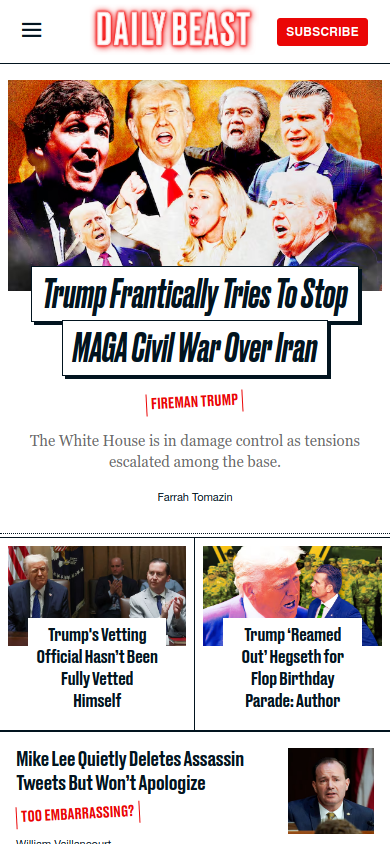 DAILY BEAST
SUBSCRIBE
Trump Frantically Tries To Stop
MAGA Civil War Over Iran
FIREMAN TRUMP
The White House is in damage control as tensions
escalated among the base.
Farrah Tomazin
Trump's Vetting
Official Hasn't Been
Fully Vetted
Himself
Trump ‘Reamed
Out’ Hegseth for
Flop Birthday
Parade: Author
Mike Lee Quietly Deletes Assassin
Tweets But Won’t Apologize
TOO EMBARRASSING?
William Vaillancourt